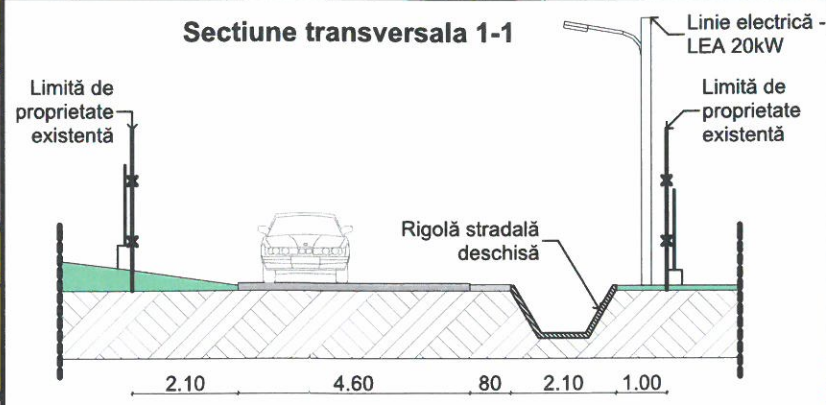 Sectiune transversala 1-1
Linie electrică -
LEA 20kW
Limită de
proprietate
existentă
Limită de
proprietate
existentă
Rigolă stradală
deschisă
2.10 4.60 80 2.10 1.00